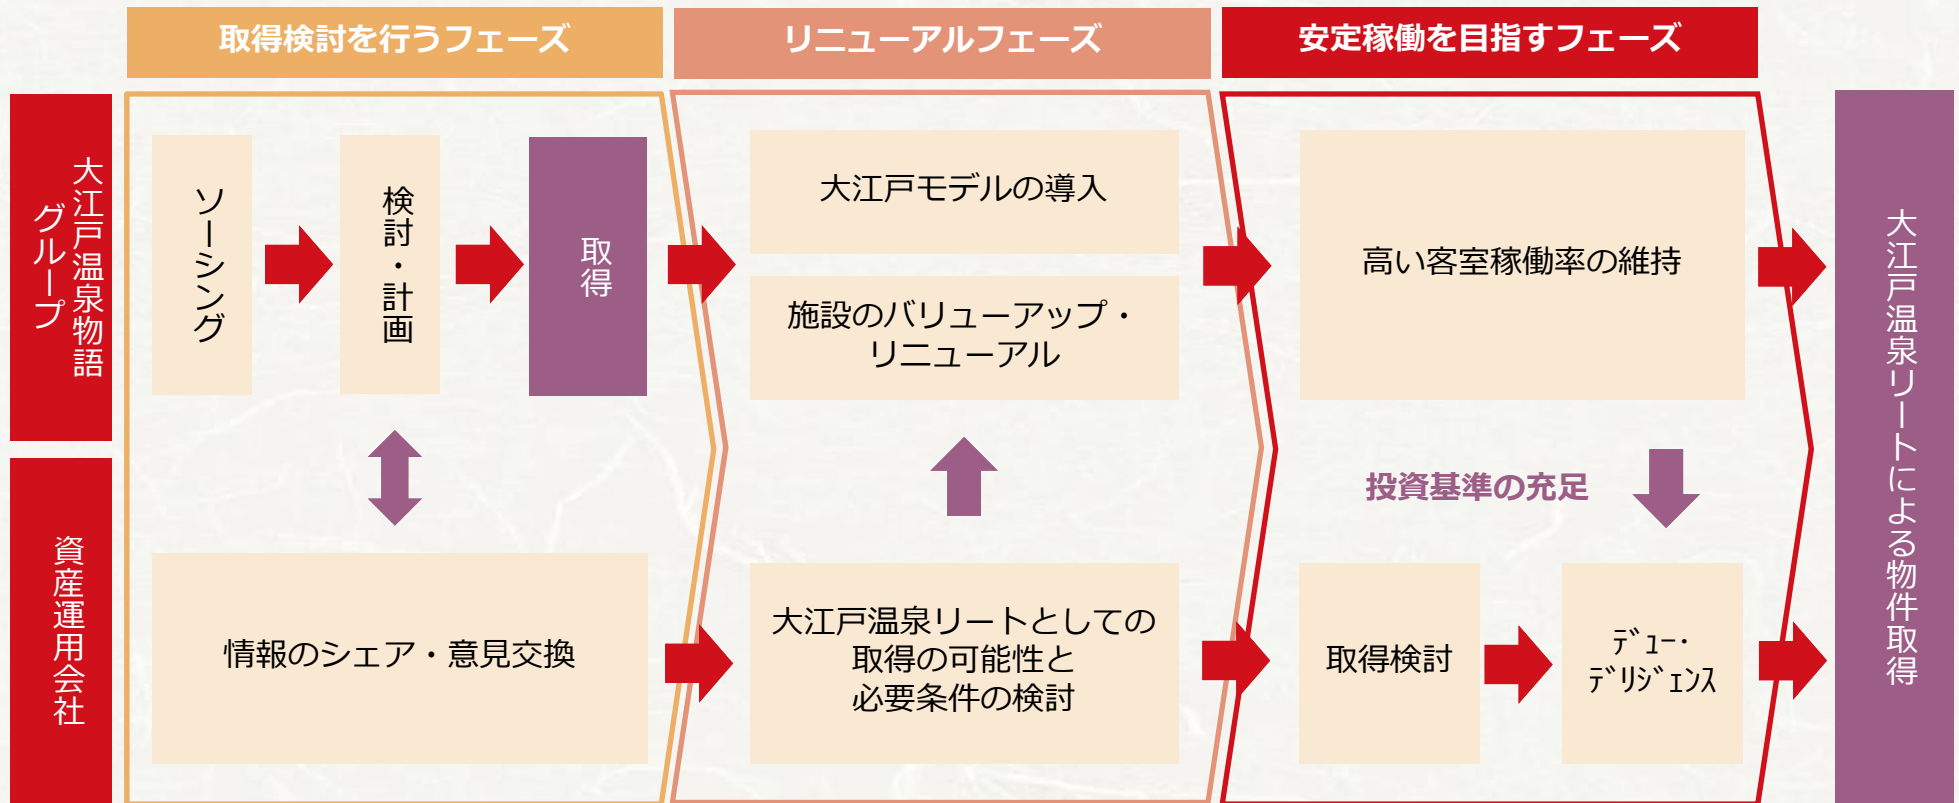 取得検討を行うフェーズ
リニューアルフェーズ
安定稼働を目指すフェーズ
大江戸温泉物語
グループ
ソーシング
検討・計画
取得
大江戸モデルの導入
施設のバリューアップ・
リニューアル
高い客室稼働率の維持
投資基準の充足
資産運用会社
情報のシェア・意見交換
大江戸温泉リートとしての
取得の可能性と
必要条件の検討
取得検討
ﾃﾞｭｰ・
ﾃﾞﾘｼﾞｪﾝｽ
大江戸温泉リートによる物件取得